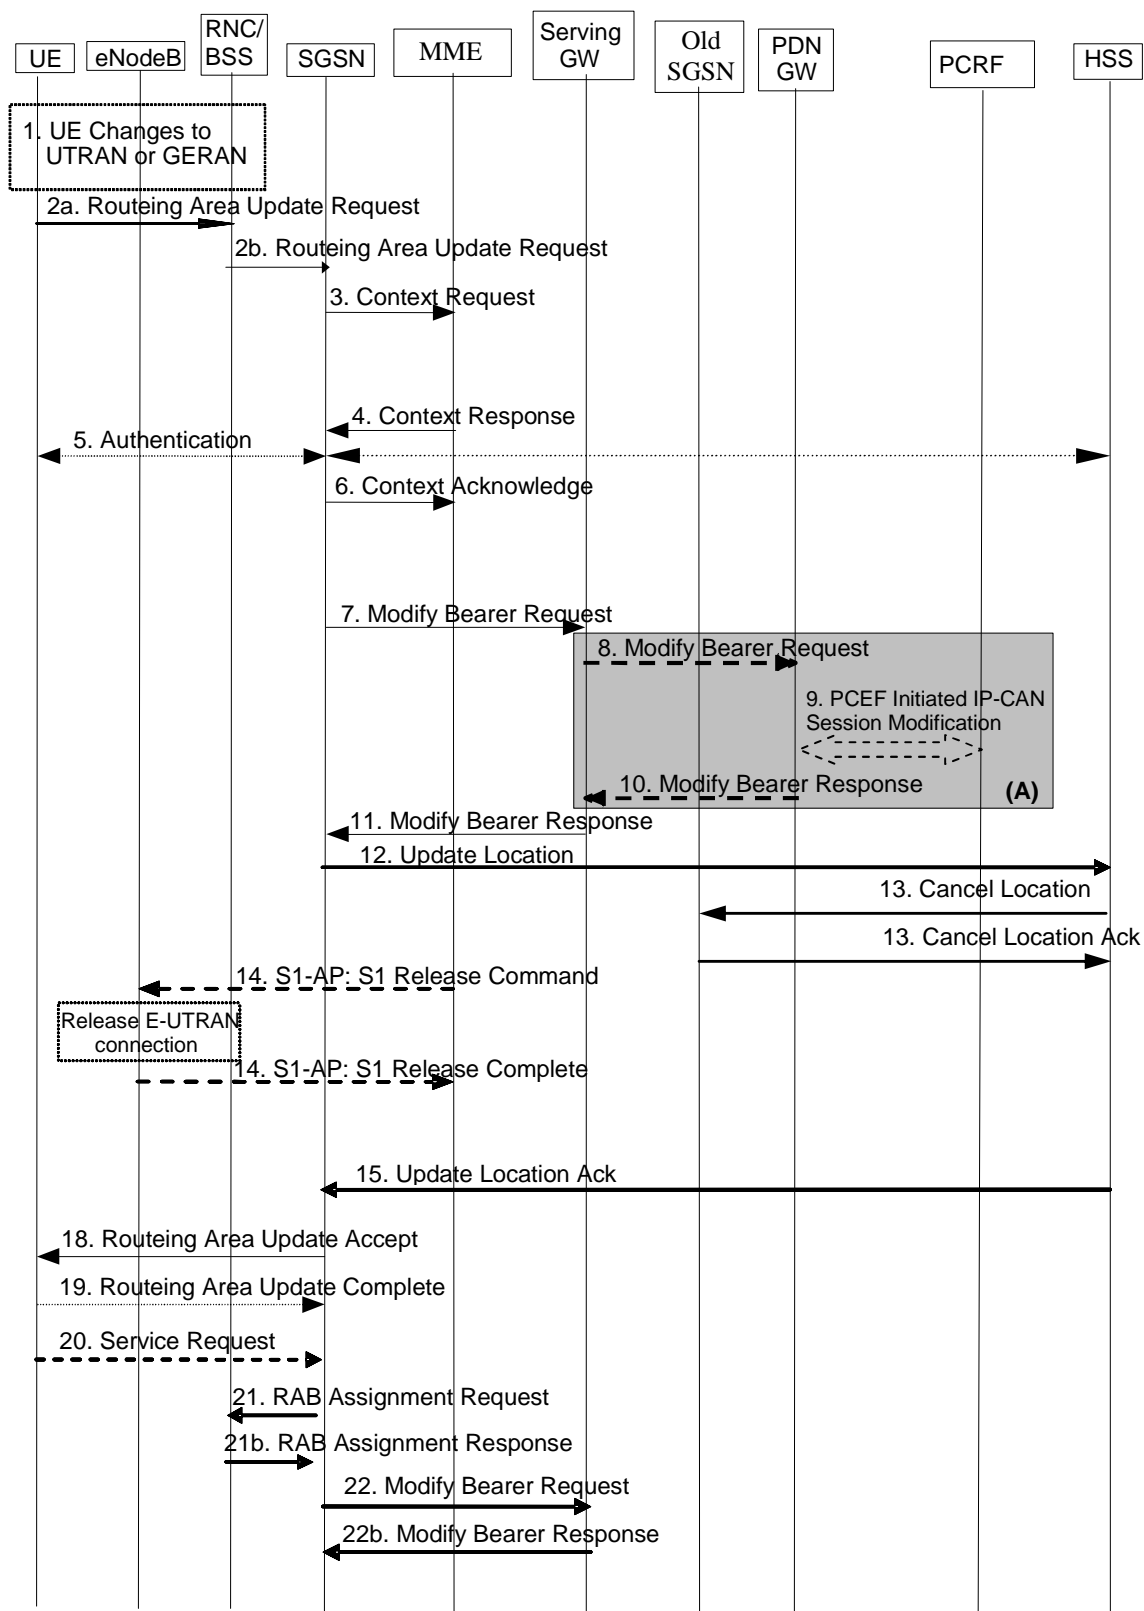 UE
eNodeB
RNC/
BSS
SGSN
MME
Serving
GW
Old
SGSN
PDN
GW
PCRF
HSS
1. UE Changes to
UTRAN or GERAN
2a. Routeing Area Update Request
2b. Routeing Area Update Request
3. Context Request
4. Context Response
5. Authentication
6. Context Acknowledge
7. Modify Bearer Request
8. Modify Bearer Request
9. PCEF Initiated IP-CAN
Session Modification
10. Modify Bearer Response
(A)
11. Modify Bearer Response
12. Update Location
13. Cancel Location
13. Cancel Location Ack
14. S1-AP: S1 Release Command
Release E-UTRAN
connection
14. S1-AP: S1 Release Complete
15. Update Location Ack
18. Routeing Area Update Accept
19. Routeing Area Update Complete
20. Service Request
21. RAB Assignment Request
21b. RAB Assignment Response
22. Modify Bearer Request
22b. Modify Bearer Response